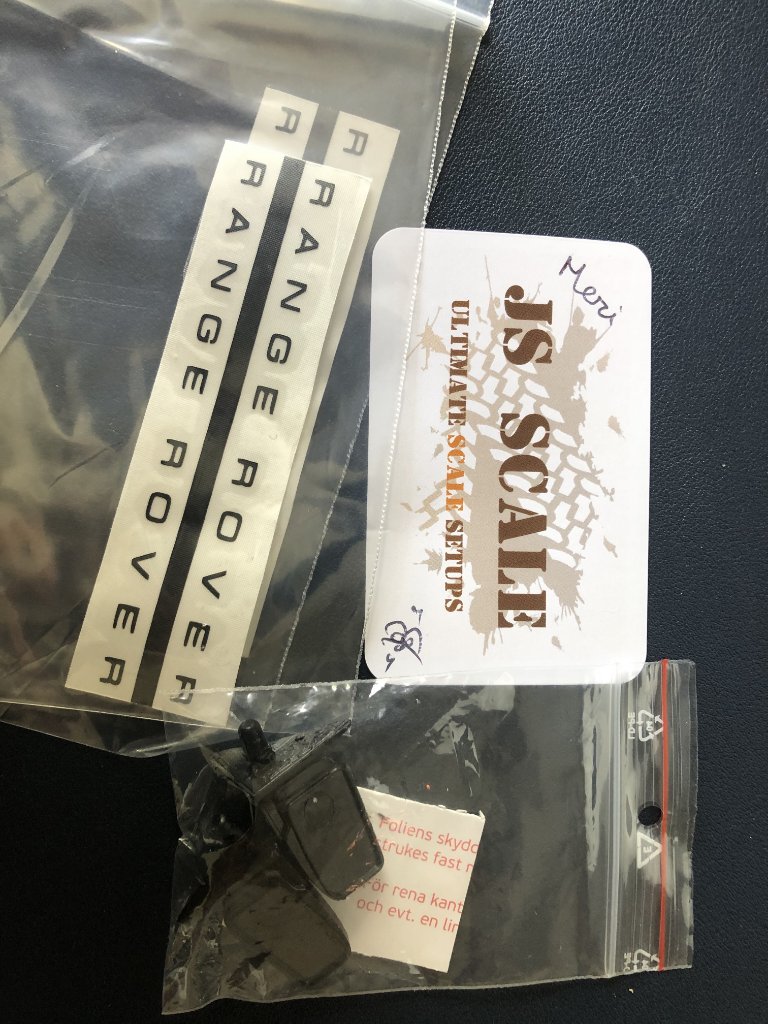 R R
RANGE ROVER
RANGE ROVER
Meri
JS SCALE
ULTIMATE SCALE SETUPS
Foliens skydd
strukes fast
För rena kant
och evt. en lin